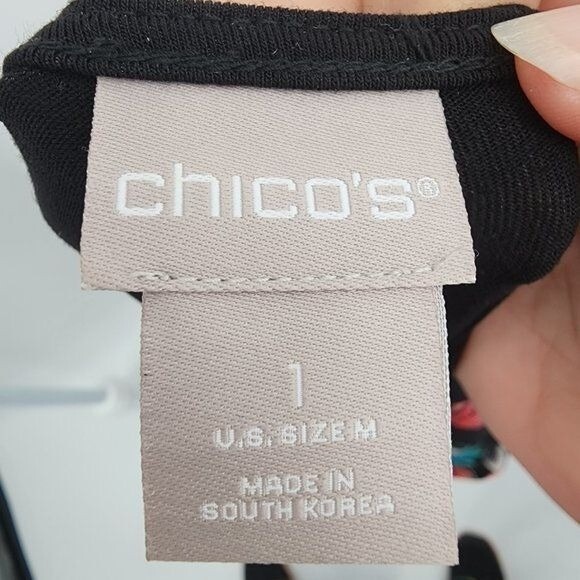 chico's®
1
U.S. SIZE M
MADE IN
SOUTH KOREA